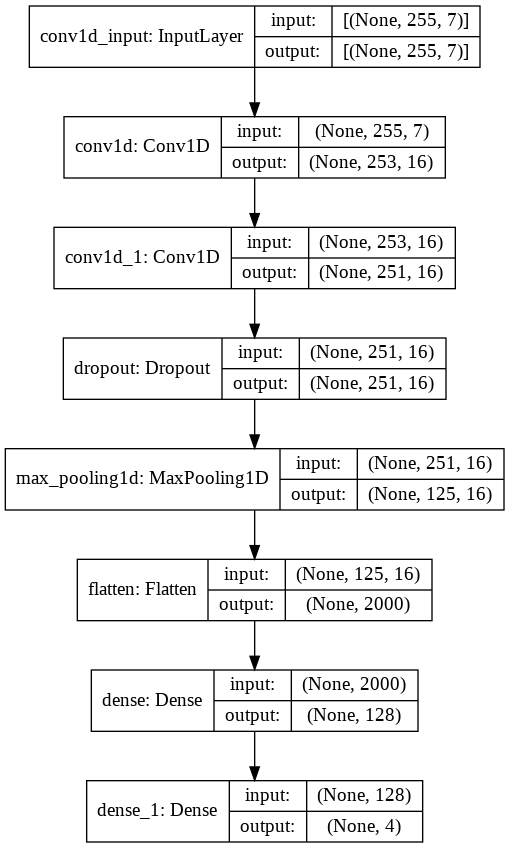 conv1d_input: InputLayer
input: [(None, 255, 7)]
output: [(None, 255, 7)]
conv1d: Conv1D
input: (None, 255, 7)
output: (None, 253, 16)
conv1d_1: Conv1D
input: (None, 253, 16)
output: (None, 251, 16)
dropout: Dropout
input: (None, 251, 16)
output: (None, 251, 16)
max_pooling1d: MaxPooling1D
input: (None, 251, 16)
output: (None, 125, 16)
flatten: Flatten
input: (None, 125, 16)
output: (None, 2000)
dense: Dense
input: (None, 2000)
output: (None, 128)
dense_1: Dense
input: (None, 128)
output: (None, 4)